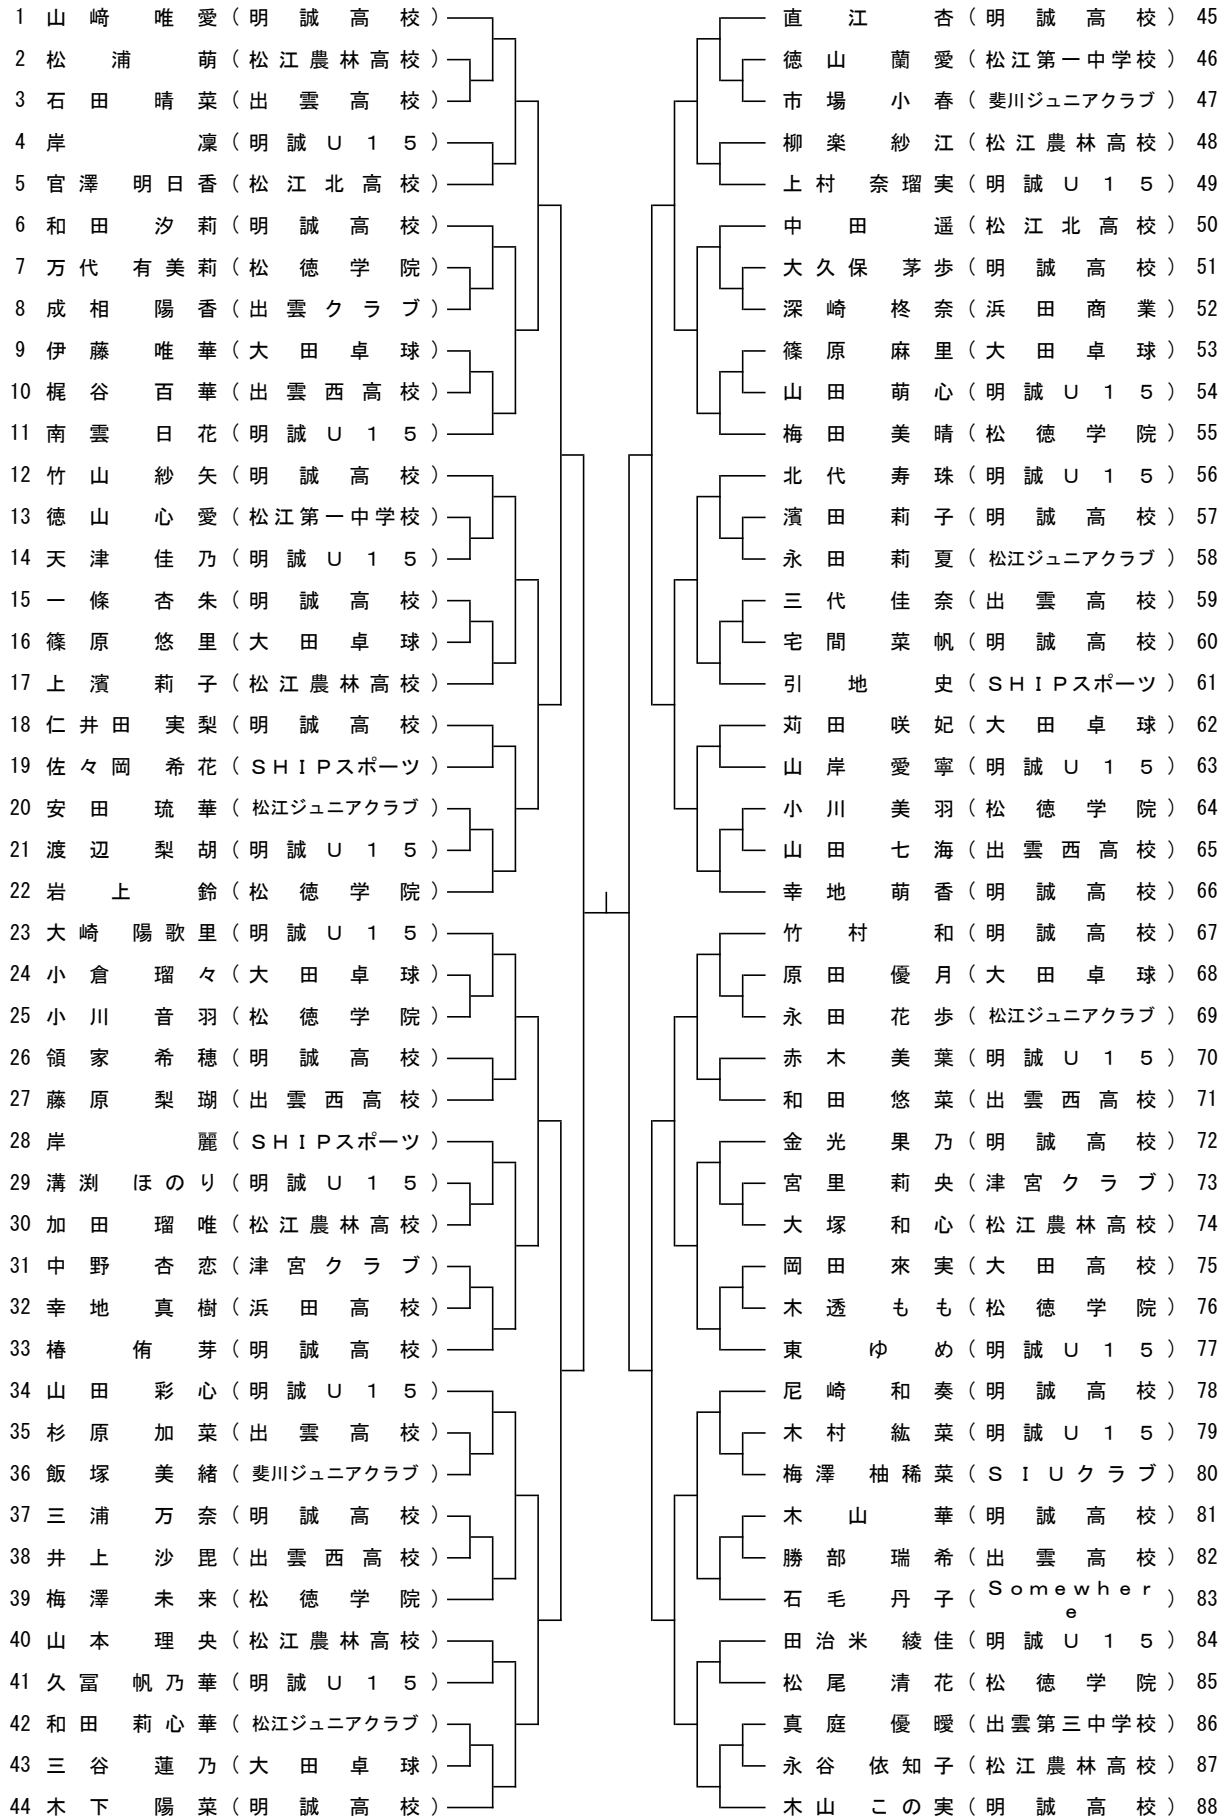 1 山﨑 唯愛（明誠高校）
2 松浦 萌（松江農林高校）
3 石田 晴菜（出雲高校）
4 岸 凜（明誠Ｕ１５）
5 官澤 明日香（松江北高校）
6 和田 汐莉（明誠高校）
7 万代 有美莉（松徳学院）
8 成相 陽香（出雲クラブ）
9 伊藤 唯華（大田卓球）
10 梶谷 百華（出雲西高校）
11 南雲 日花（明誠Ｕ１５）
12 竹山 紗矢（明誠高校）
13 徳山 心愛（松江第一中学校）
14 天津 佳乃（明誠Ｕ１５）
15 一條 杏朱（明誠高校）
16 篠原 悠里（大田卓球）
17 上濱 莉子（松江農林高校）
18 仁井田 実梨（明誠高校）
19 佐々岡 希花（ＳＨＩＰスポーツ）
20 安田 琉華（松江ジュニアクラブ）
21 渡辺 梨胡（明誠Ｕ１５）
22 岩上 鈴（松徳学院）
23 大崎 陽歌里（明誠Ｕ１５）
24 小倉 瑠々（大田卓球）
25 小川 音羽（松徳学院）
26 領家 希穂（明誠高校）
27 藤原 梨瑚（出雲西高校）
28 岸 麗（ＳＨＩＰスポーツ）
29 溝渕 ほのり（明誠Ｕ１５）
30 加田 瑠唯（松江農林高校）
31 中野 杏恋（津宮クラブ）
32 幸地 真樹（浜田高校）
33 椿 侑芽（明誠高校）
34 山田 彩心（明誠Ｕ１５）
35 杉原 加菜（出雲高校）
36 飯塚 美緒（斐川ジュニアクラブ）
37 三浦 万奈（明誠高校）
38 井上 沙毘（出雲西高校）
39 梅澤 未来（松徳学院）
40 山本 理央（松江農林高校）
41 久冨 帆乃華（明誠Ｕ１５）
42 和田 莉心華（松江ジュニアクラブ）
43 三谷 蓮乃（大田卓球）
44 木下 陽菜（明誠高校）
直江 杏（明誠高校）45
徳山 蘭愛（松江第一中学校）46
市場 小春（斐川ジュニアクラブ）47
柳楽 紗江（松江農林高校）48
上村 奈瑠実（明誠Ｕ１５）49
中田 遥（松江北高校）50
大久保 茅歩（明誠高校）51
深崎 柊奈（浜田商業）52
篠原 麻里（大田卓球）53
山田 萌心（明誠Ｕ１５）54
梅田 美晴（松徳学院）55
北代 寿珠（明誠Ｕ１５）56
濱田 莉子（明誠高校）57
永田 莉夏（松江ジュニアクラブ）58
三代 佳奈（出雲高校）59
宅間 菜帆（明誠高校）60
引地 史（ＳＨＩＰスポーツ）61
苅田 咲妃（大田卓球）62
山岸 愛寧（明誠Ｕ１５）63
小川 美羽（松徳学院）64
山田 七海（出雲西高校）65
幸地 萌香（明誠高校）66
竹村 和（明誠高校）67
原田 優月（大田卓球）68
永田 花歩（松江ジュニアクラブ）69
赤木 美葉（明誠Ｕ１５）70
和田 悠菜（出雲西高校）71
金光 果乃（明誠高校）72
宮里 莉央（津宮クラブ）73
大塚 和心（松江農林高校）74
岡田 來実（大田高校）75
木透 もも（松徳学院）76
東 ゆめ（明誠Ｕ１５）77
尼崎 和奏（明誠高校）78
木村 紘菜（明誠Ｕ１５）79
梅澤 柚稀菜（ＳＩＵクラブ）80
木山 華（明誠高校）81
勝部 瑞希（出雲高校）82
石毛 丹子（Ｓｏｍｅｗｈｅｒｅ）83
田治米 綾佳（明誠Ｕ１５）84
松尾 清花（松徳学院）85
真庭 優曖（出雲第三中学校）86
永谷 依知子（松江農林高校）87
木山 この実（明誠高校）88